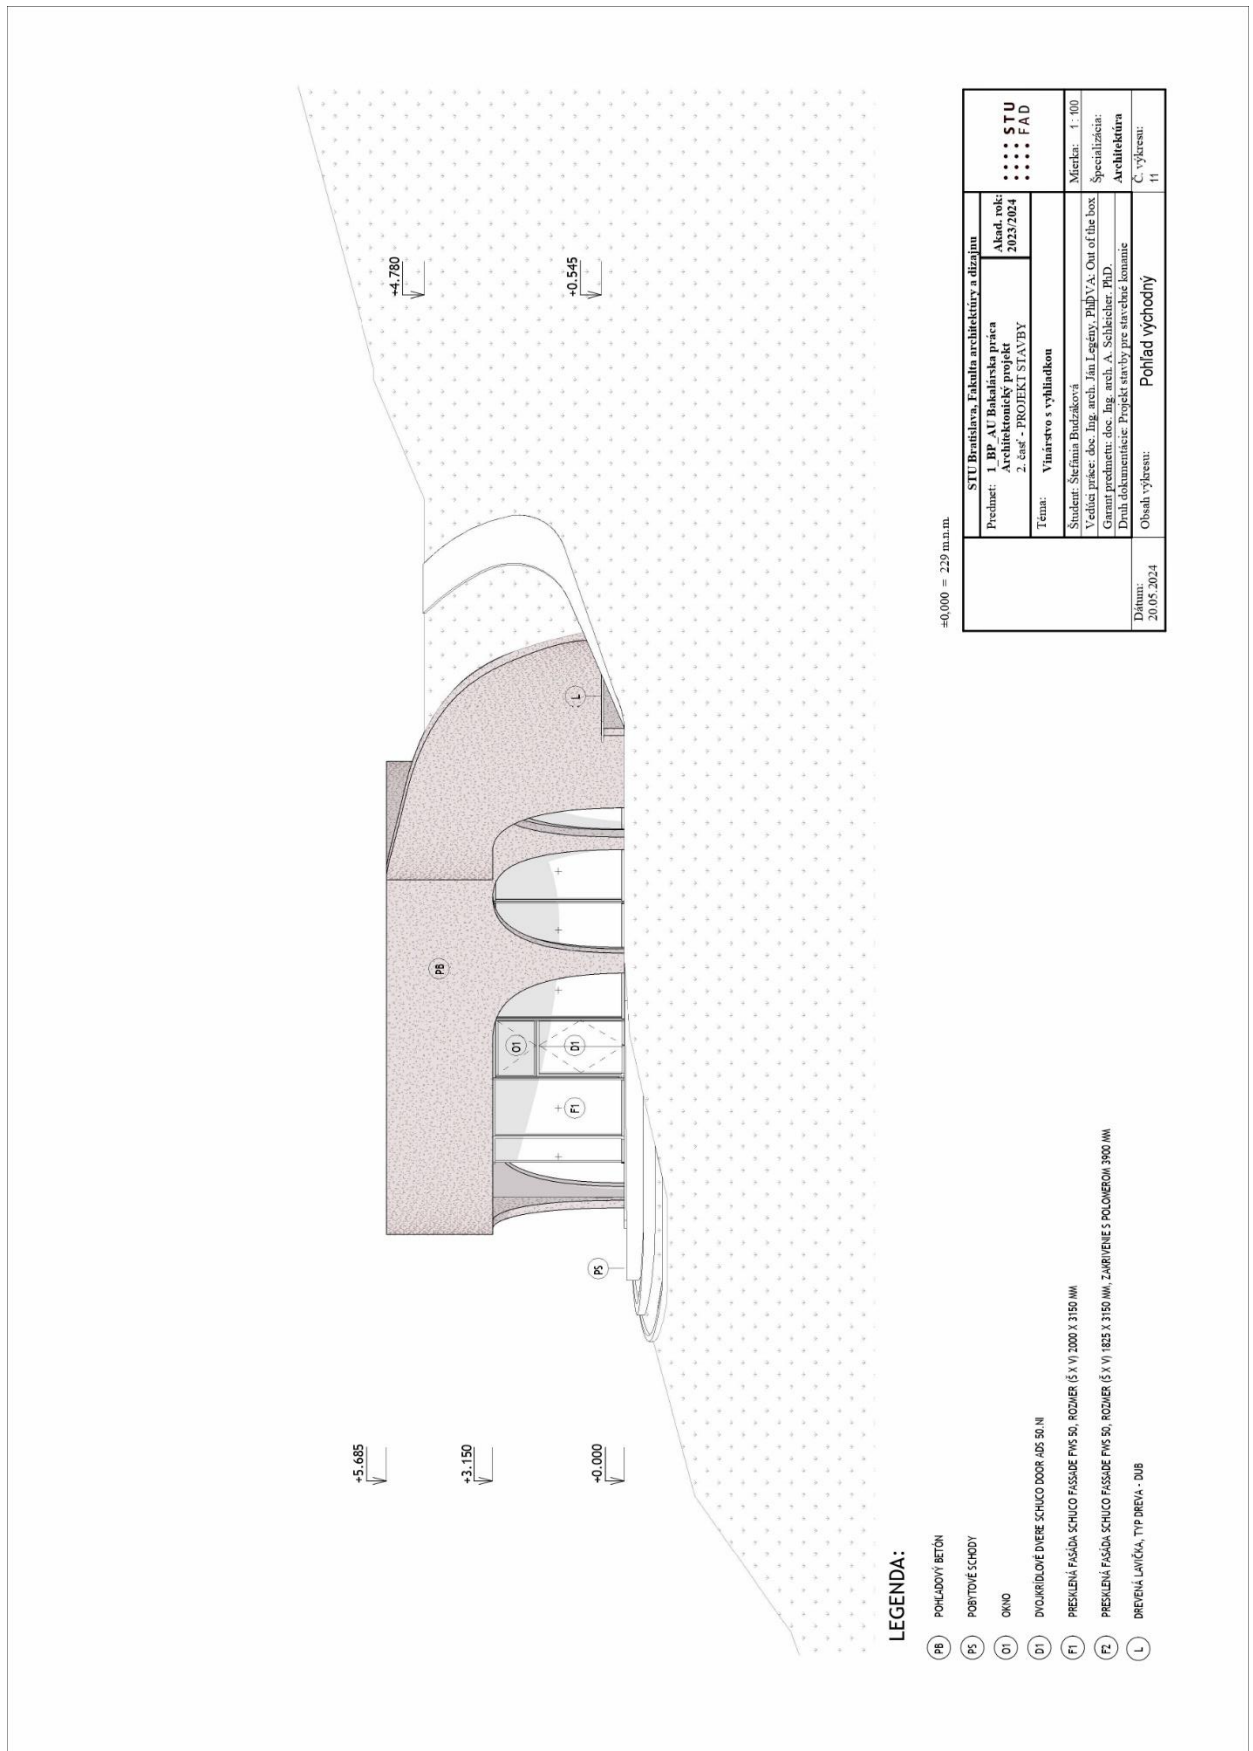 +5.685
+3.150
+0.000
+4.780
+0.545
PB
PS
O1
D1
F1
L
LEGENDA:
PB POHLADOVÝ BETÓN
PS POBYTOVÉ SCHODY
O1 OKNO
D1 DVOJKRÍDLOVÉ DVERE SCHUCO DOOR ADS 50.NI
F1 PRESKLENÁ FASÁDA SCHUCO FASSADE FWS 50, ROZMER (Š X V) 2000 X 3150 MM
F2 PRESKLENÁ FASÁDA SCHUCO FASSADE FWS 50, ROZMER (Š X V) 1825 X 3150 MM, ZAKRIVENIE S POLOMEROM 3900 MM
L DREVENÁ LAVIČKA, TYP DREVA - DUB
±0,000 = 229 m.n.m.
STU Bratislava, Fakulta architektúry a dizajnu
Predmet: 1_BP_AU Bakalárska práca
Architektonický projekt
2. časť - PROJEKT STAVBY
Akad. rok:
2023/2024
STU
FAD
Téma: Vinárstvo s vyhliadkou
Študent: Štefánia Budzáková
Mierka: 1 : 100
Vedúci práce: doc. Ing. arch. Ján Legény, PhD.
VA: Out of the box
Garant predmetu: doc. Ing. arch. A. Schleicher, PhD.
Špecializácia:
Architektúra
Druh dokumentácie: Projekt stavby pre stavebné konanie
Dátum:
20.05.2024
Obsah výkresu: Pohľad východný
Č. výkresu:
11